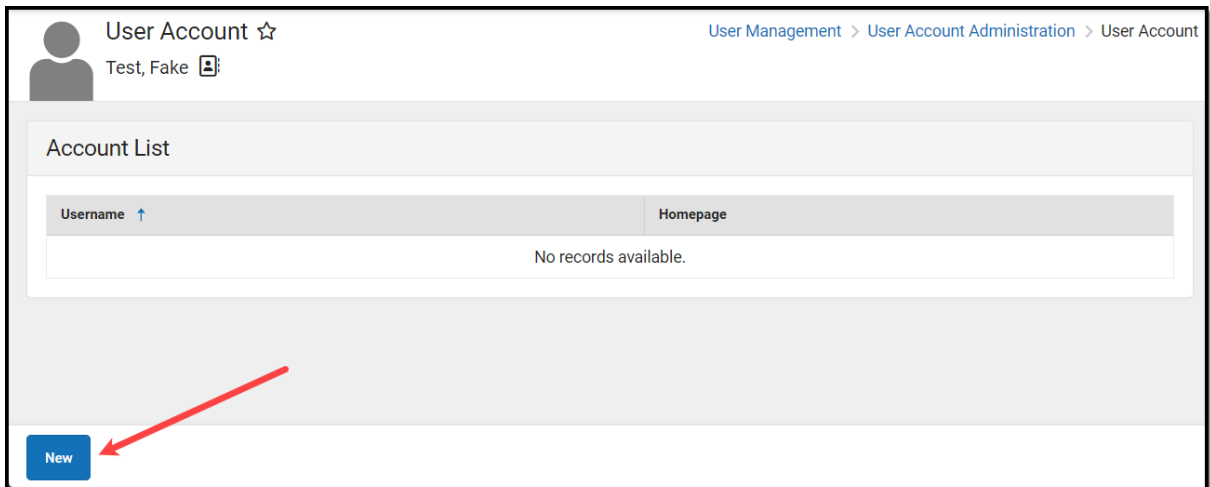 User Account
User Management > User Account Administration > User Account
Test, Fake
Account List
Username Homepage
No records available.
New